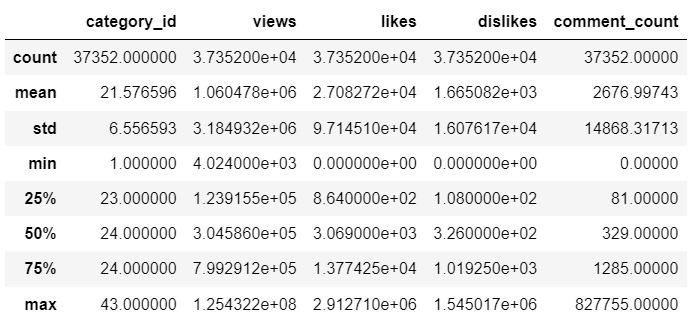 category_id views likes dislikes comment_count
count 37352.000000 3.735200e+04 3.735200e+04 3.735200e+04 37352.00000
mean 21.576596 1.060478e+06 2.708272e+04 1.665082e+03 2676.99743
std 6.556593 3.184932e+06 9.714510e+04 1.607617e+04 14868.31713
min 1.000000 4.024000e+03 0.000000e+00 0.000000e+00 0.00000
25% 23.000000 1.239155e+05 8.640000e+02 1.080000e+02 81.00000
50% 24.000000 3.045860e+05 3.069000e+03 3.260000e+02 329.00000
75% 24.000000 7.992912e+05 1.377425e+04 1.019250e+03 1285.00000
max 43.000000 1.254322e+08 2.912710e+06 1.545017e+06 827755.00000